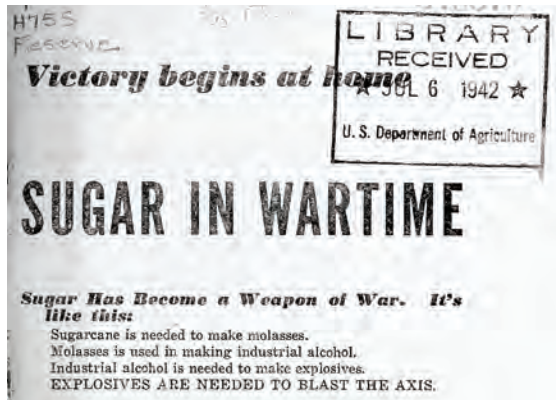 H755
Reserve
LIBRARY
RECEIVED
★ JUL 6 1942 ★
U. S. Department of Agriculture
Victory begins at home
SUGAR IN WARTIME
Sugar Has Become a Weapon of War. It's
like this:
Sugarcane is needed to make molasses.
Molasses is used in making industrial alcohol.
Industrial alcohol is needed to make explosives.
EXPLOSIVES ARE NEEDED TO BLAST THE AXIS.